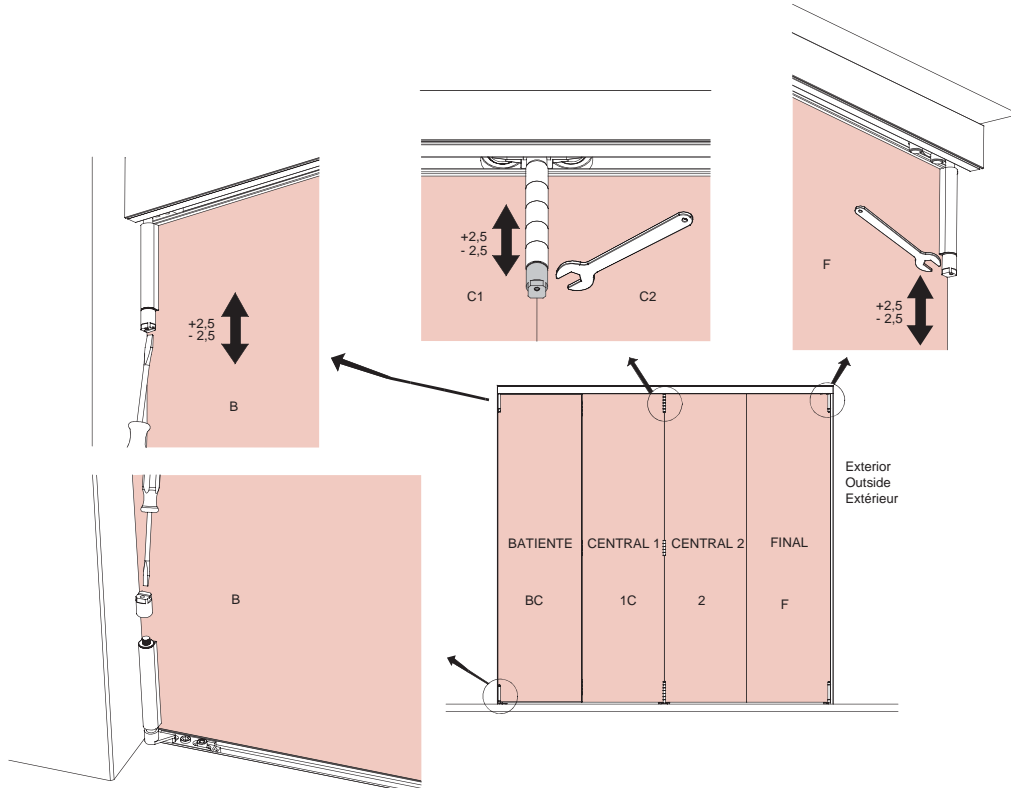 +2,5
- 2,5
C1
C2
F
+2,5
- 2,5
+2,5
- 2,5
B
Exterior
Outside
Extérieur
BATIENTE
CENTRAL 1
CENTRAL 2
FINAL
BC
1C
2
F
B